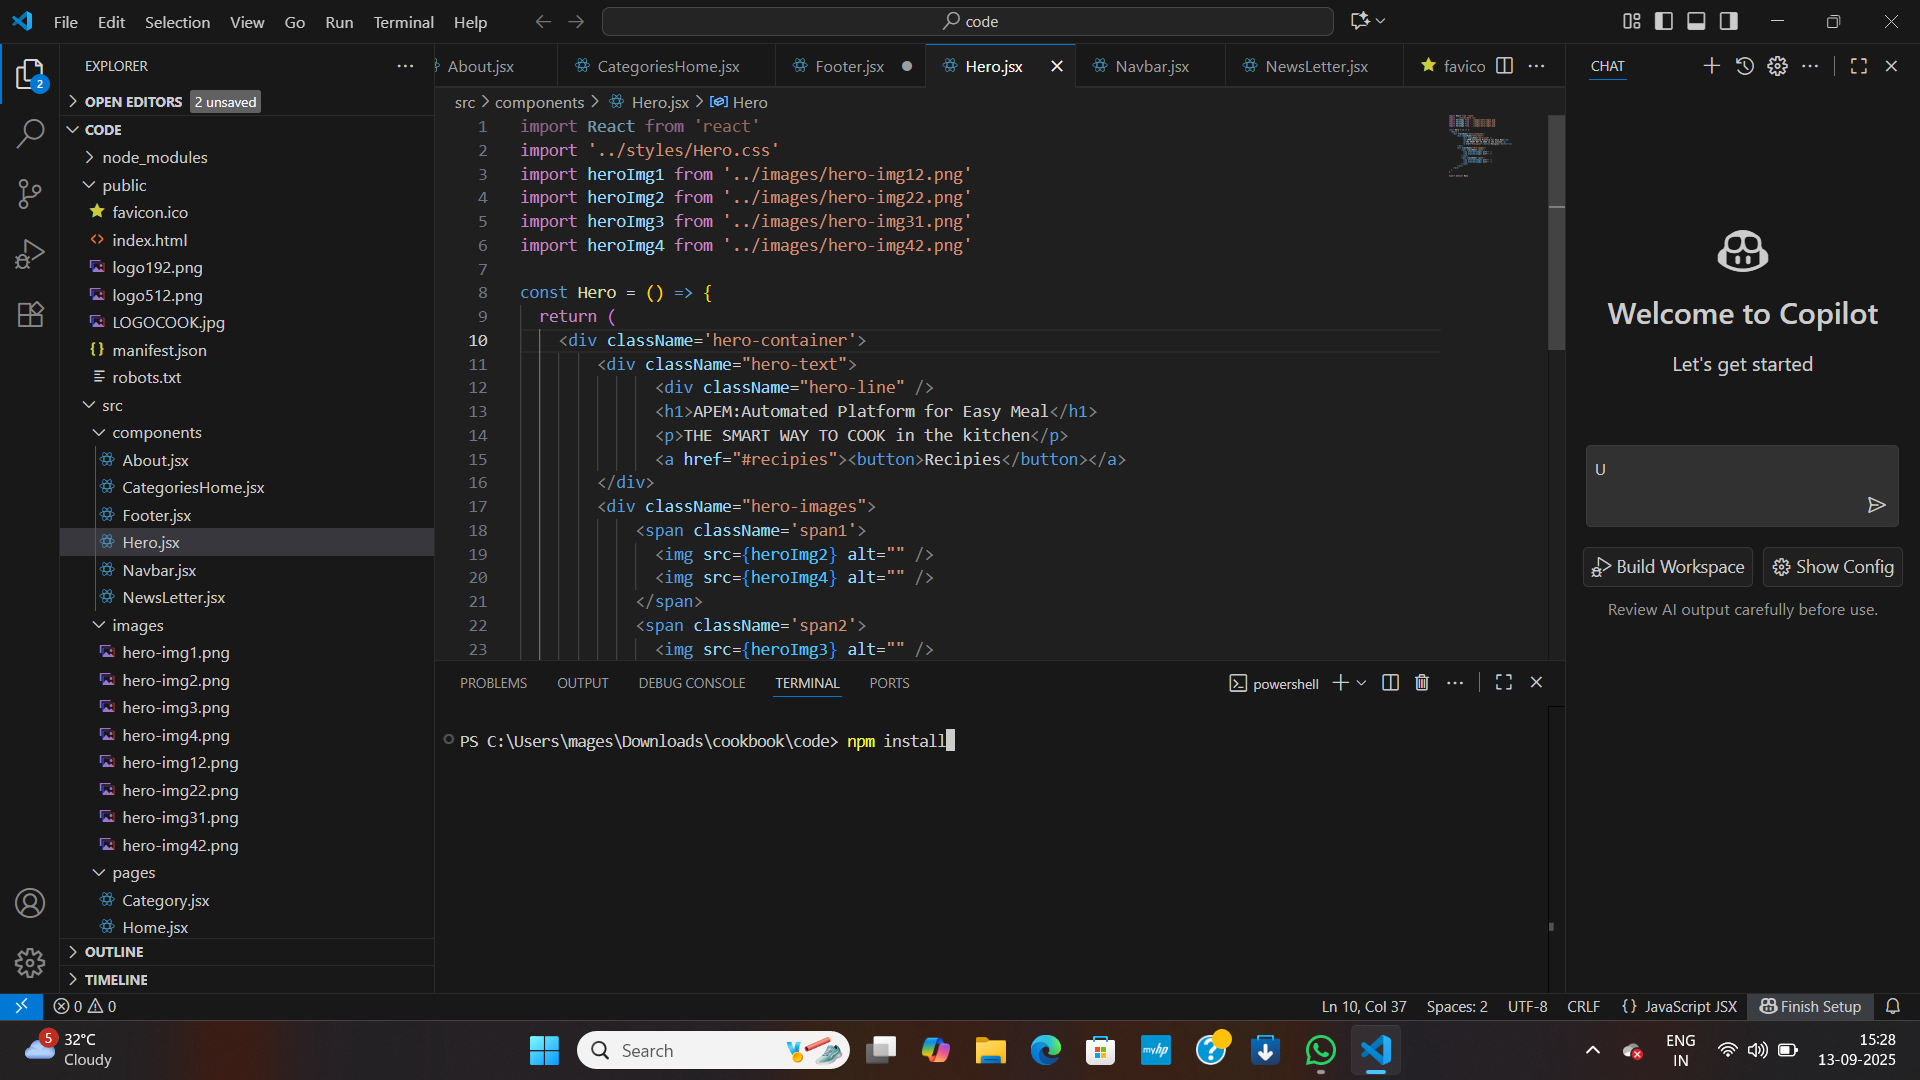 File Edit Selection View Go Run Terminal Help
code
EXPLORER
OPEN EDITORS 2 unsaved
CODE
node_modules
public
favicon.ico
index.html
logo192.png
logo512.png
LOGOCOOK.jpg
manifest.json
robots.txt
src
components
About.jsx
CategoriesHome.jsx
Footer.jsx
Hero.jsx
Navbar.jsx
NewsLetter.jsx
images
hero-img1.png
hero-img2.png
hero-img3.png
hero-img4.png
hero-img12.png
hero-img22.png
hero-img31.png
hero-img42.png
pages
Category.jsx
Home.jsx
OUTLINE
TIMELINE
2
About.jsx CategoriesHome.jsx Footer.jsx Hero.jsx Navbar.jsx NewsLetter.jsx favico
src > components > Hero.jsx > Hero
1 import React from 'react'
2 import '../styles/Hero.css'
3 import heroImg1 from '../images/hero-img12.png'
4 import heroImg2 from '../images/hero-img22.png'
5 import heroImg3 from '../images/hero-img31.png'
6 import heroImg4 from '../images/hero-img42.png'
7
8 const Hero = () => {
9 return (
10 <div className='hero-container'>
11 <div className="hero-text">
12 <div className="hero-line" />
13 <h1>APEM:Automated Platform for Easy Meal</h1>
14 <p>THE SMART WAY TO COOK in the kitchen</p>
15 <a href="#recipies"><button>Recipies</button></a>
16 </div>
17 <div className="hero-images">
18 <span className='span1'>
19 <img src={heroImg2} alt="" />
20 <img src={heroImg4} alt="" />
21 </span>
22 <span className='span2'>
23 <img src={heroImg3} alt="" />
PROBLEMS OUTPUT DEBUG CONSOLE TERMINAL PORTS
powershell
PS C:\Users\mages\Downloads\cookbook\code> npm install
CHAT
Welcome to Copilot
Let's get started
U
Build Workspace Show Config
Review AI output carefully before use.
0 0
Ln 10, Col 37 Spaces: 2 UTF-8 CRLF {} JavaScript JSX Finish Setup
5
32°C
Cloudy
Search
myhp
ENG
IN
15:28
13-09-2025